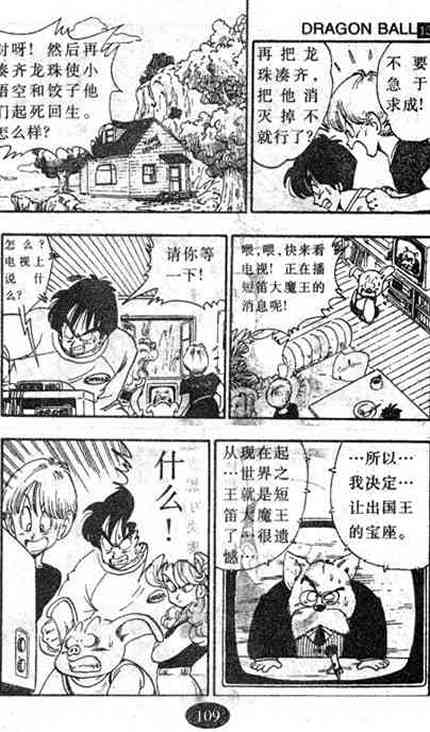 DRAGON BALL 13
不要
急于
求成!
再把龙
珠凑齐,
把他消
灭掉不
就行了?
对呀!然后再
凑齐龙珠使小
悟空和饺子他
们起死回生。
怎么样?
喂,喂,快来看
电视!正在播
短笛大魔王的
消息呢!
请你等
一下!
怎么?
电视上
说什
么?
…所以…
我决定…
让出国王
的宝座。
从现在起
…世界之
王就是短
笛大魔王
了…很遗
憾…
什么!
109